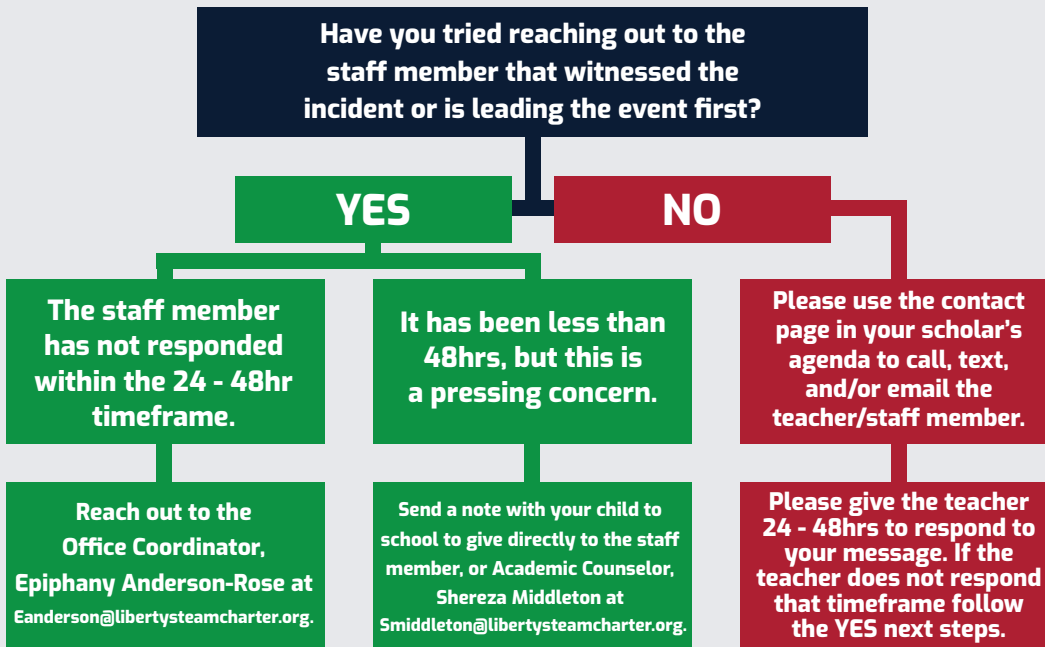 Have you tried reaching out to the
staff member that witnessed the
incident or is leading the event first?
YES
NO
The staff member
has not responded
within the 24 - 48hr
timeframe.
It has been less than
48hrs, but this is
a pressing concern.
Please use the contact
page in your scholar's
agenda to call, text,
and/or email the
teacher/staff member.
Reach out to the
Office Coordinator,
Epiphany Anderson-Rose at
Eanderson@libertysteamcharter.org.
Send a note with your child to
school to give directly to the staff
member, or Academic Counselor,
Shereza Middleton at
Smiddleton@libertysteamcharter.org.
Please give the teacher
24 - 48hrs to respond to
your message. If the
teacher does not respond
that timeframe follow
the YES next steps.